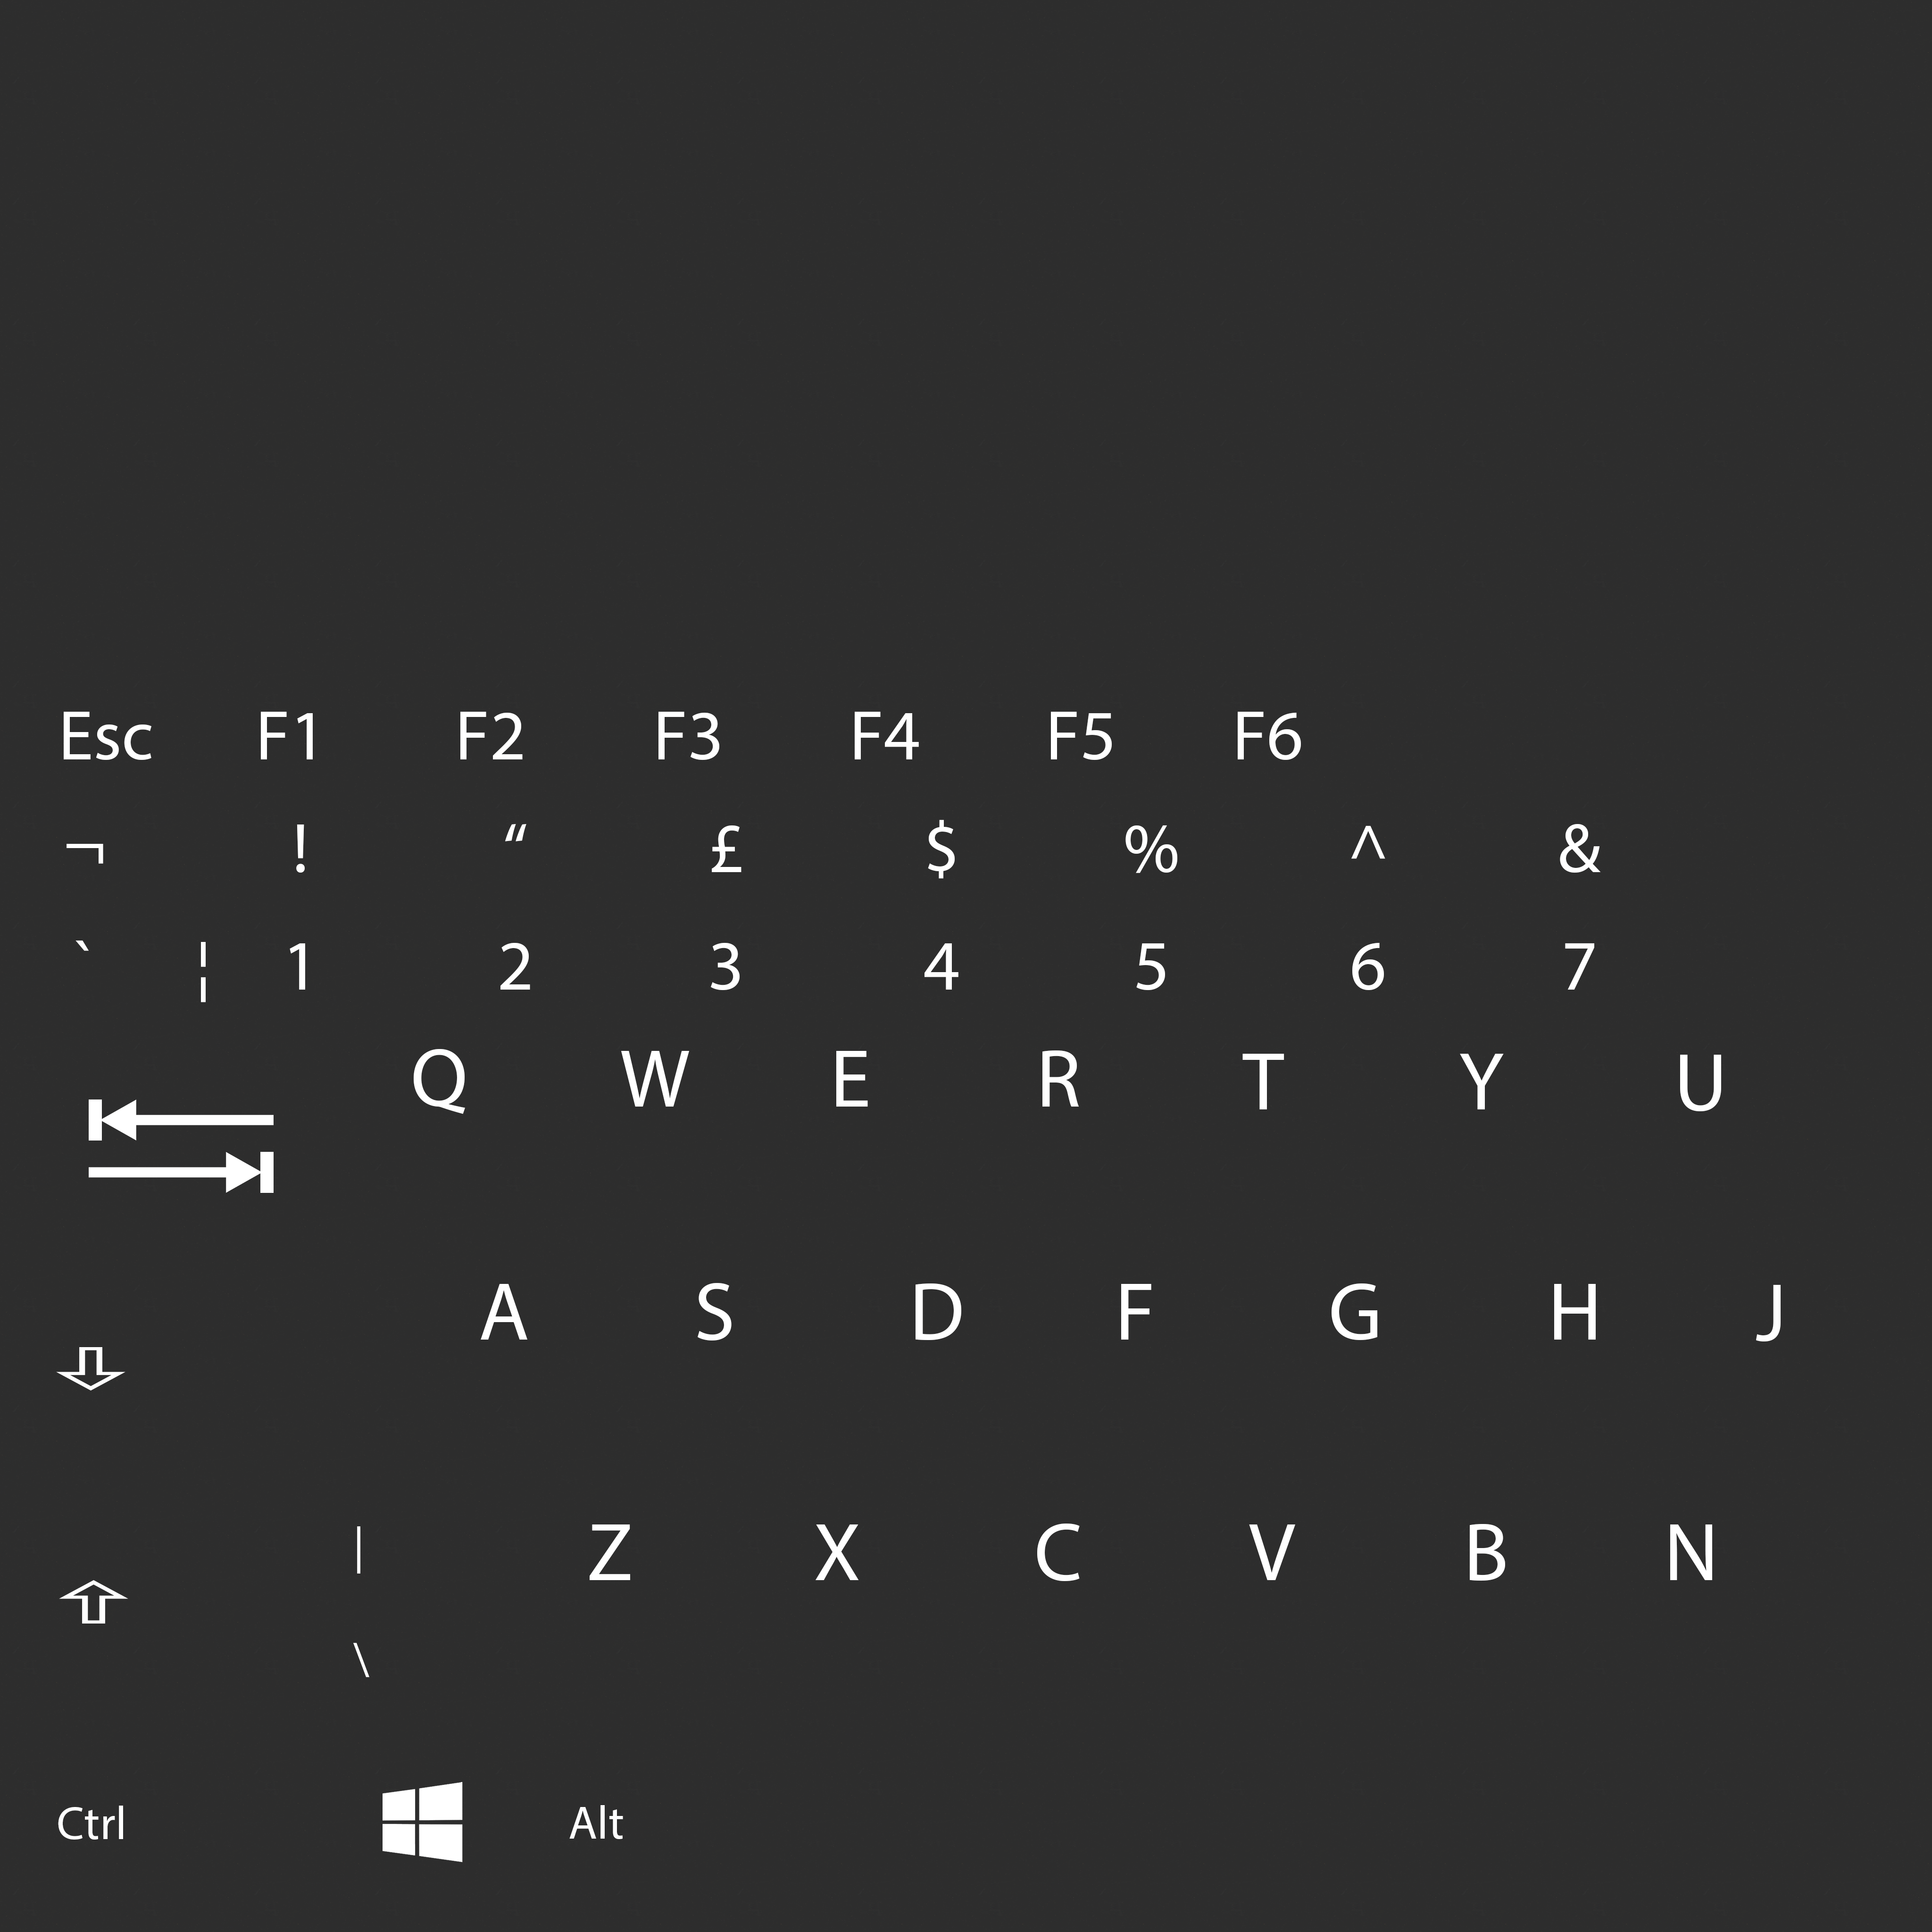 Esc F1 F2 F3 F4 F5 F6
¬ ! “ £ $ % ^ &
` ¦ 1 2 3 4 5 6 7
Q W E R T Y U
A S D F G H J
| Z X C V B N
\
Ctrl Alt